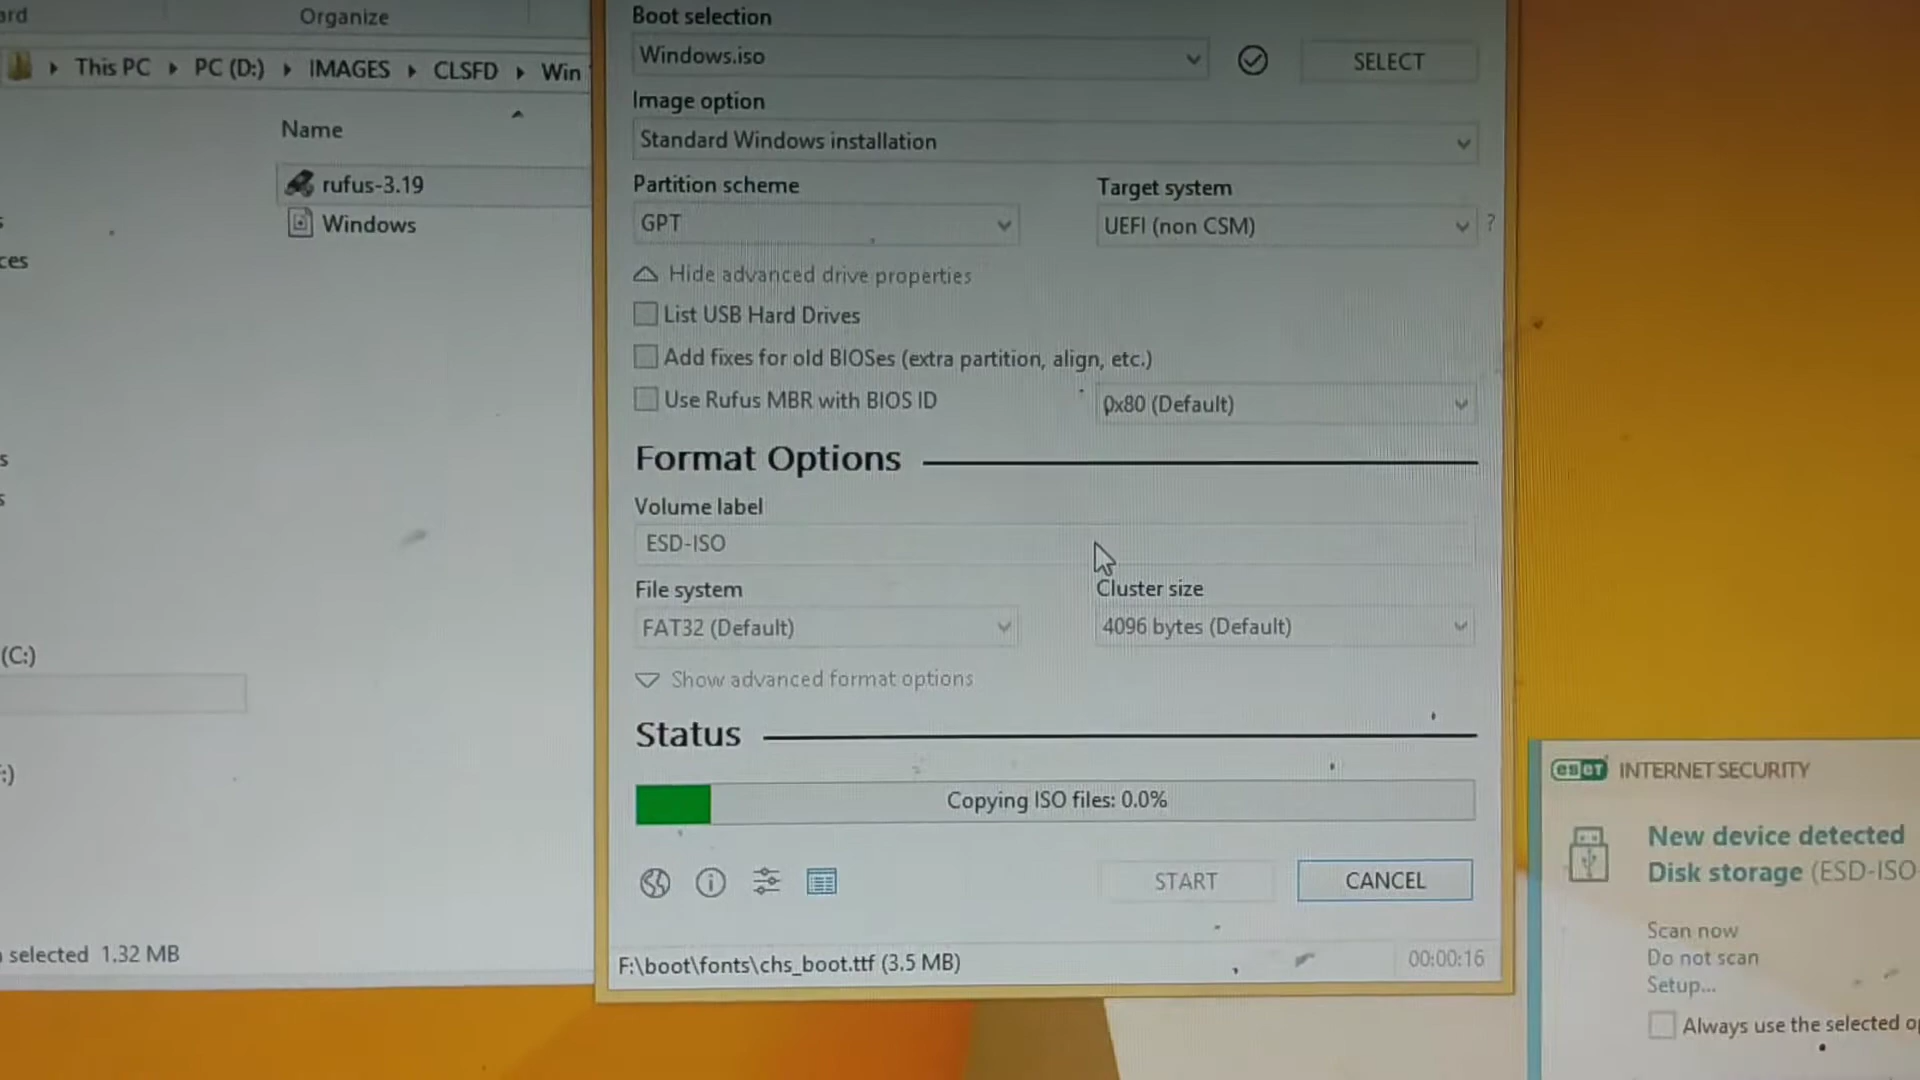 Organize
This PC
PC (D:)
IMAGES
CLSFD
Win
Name
rufus-3.19
Windows
ces
(C:)
selected 1.32 MB
Boot selection
Windows.iso
SELECT
Image option
Standard Windows installation
Partition scheme
Target system
GPT
UEFI (non CSM)
?
Hide advanced drive properties
List USB Hard Drives
Add fixes for old BIOSes (extra partition, align, etc.)
Use Rufus MBR with BIOS ID
0x80 (Default)
Format Options
Volume label
ESD-ISO
File system
Cluster size
FAT32 (Default)
4096 bytes (Default)
Show advanced format options
Status
Copying ISO files: 0.0%
START
CANCEL
F:\boot\fonts\chs_boot.ttf (3.5 MB)
00:00:16
eset INTERNET SECURITY
New device detected
Disk storage (ESD-ISO
Scan now
Do not scan
Setup...
Always use the selected o